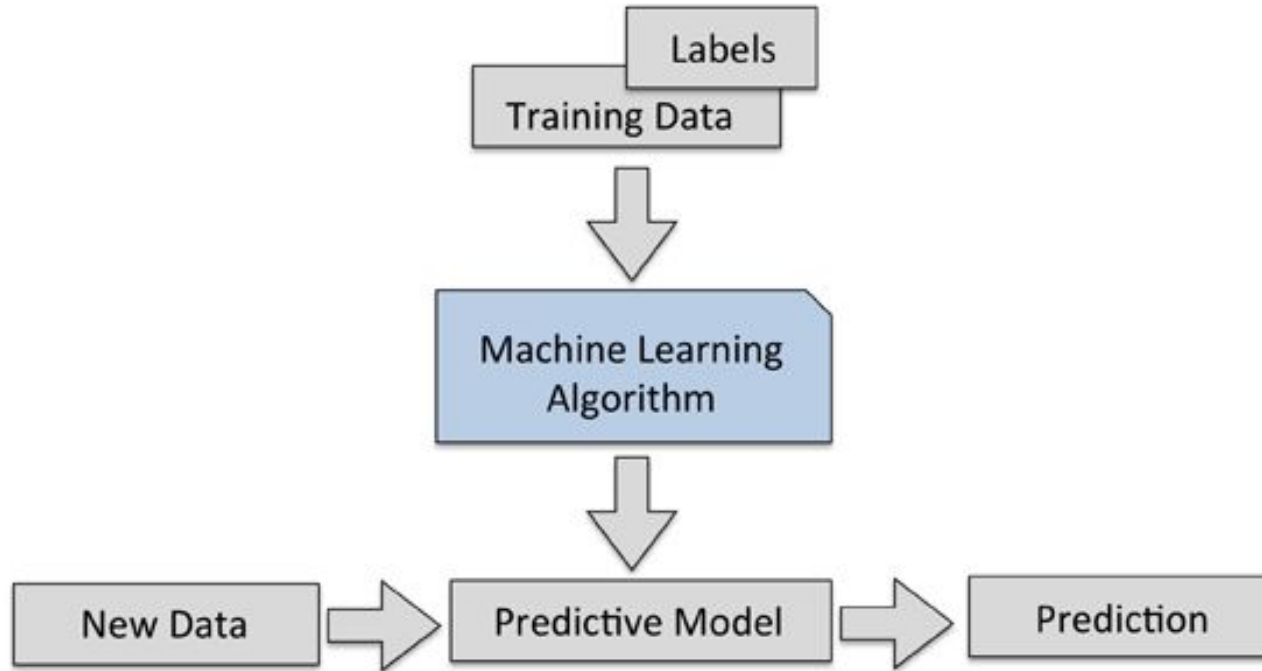 Labels
Training Data
Machine Learning
Algorithm
New Data
Predictive Model
Prediction